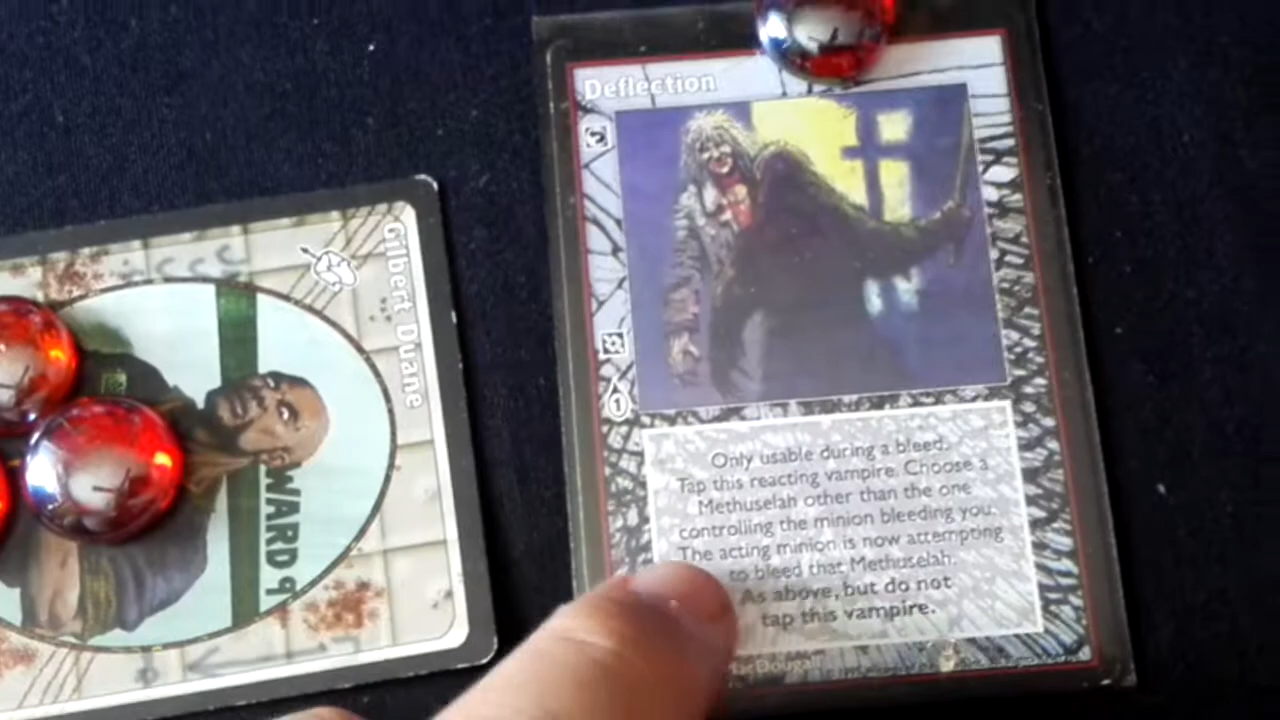 Gilbert Duane
WARD 9
Deflection
1
Only usable during a bleed.
Tap this reacting vampire. Choose a
Methuselah other than the one
controlling the minion bleeding you.
The acting minion is now attempting
to bleed that Methuselah.
As above, but do not
tap this vampire.
MacDougall